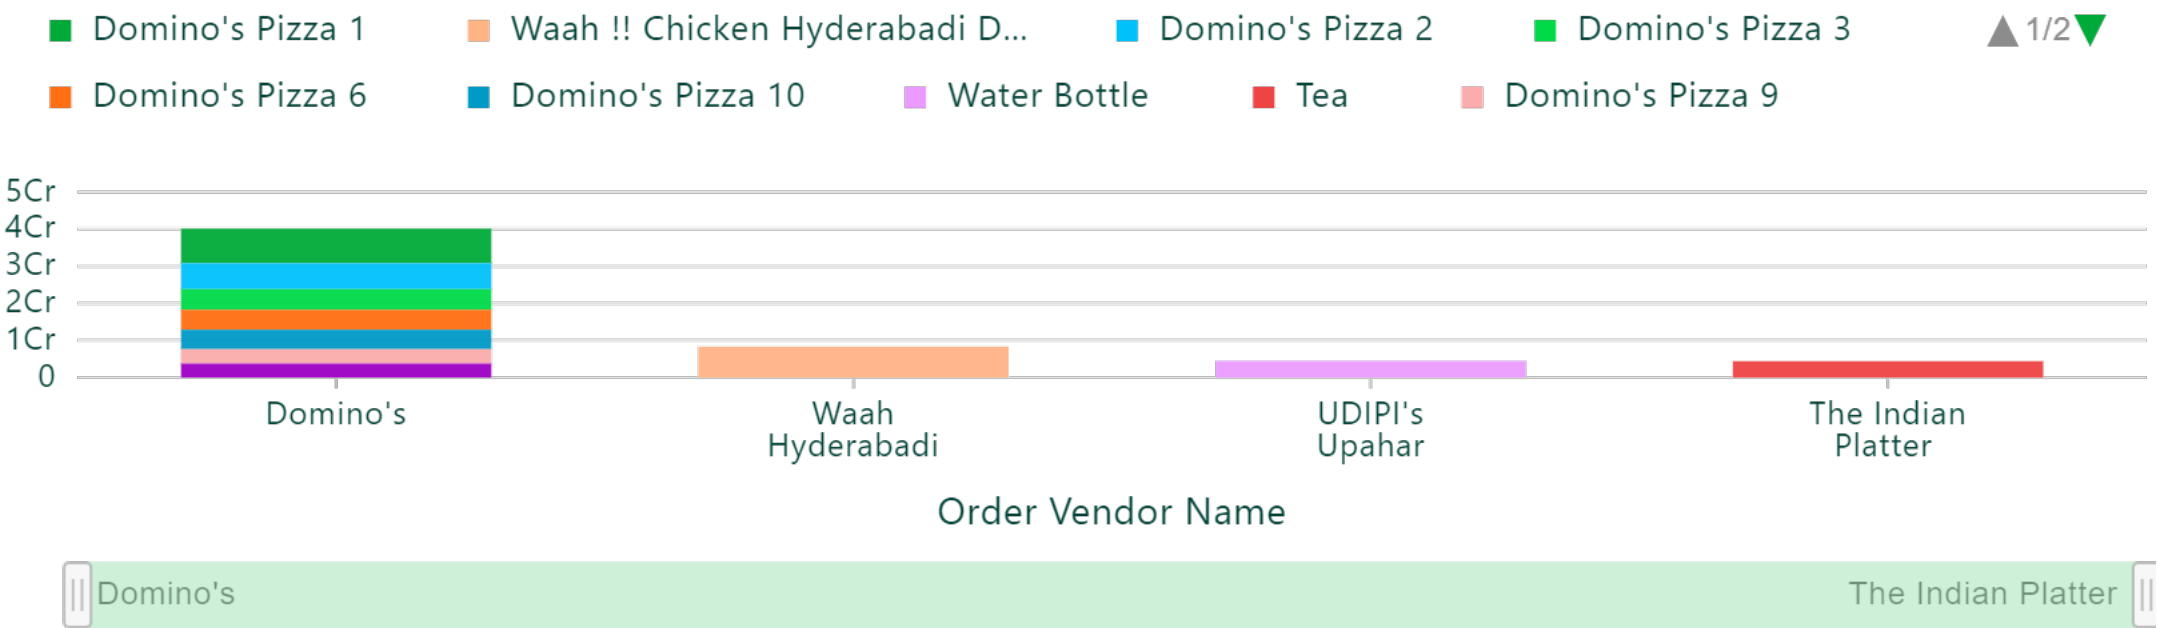 Domino's Pizza 1 Waah !! Chicken Hyderabadi D... Domino's Pizza 2 Domino's Pizza 3 1/2
Domino's Pizza 6 Domino's Pizza 10 Water Bottle Tea Domino's Pizza 9
5Cr
4Cr
3Cr
2Cr
1Cr
0
Domino's Waah UDIPI's The Indian
Hyderabadi Upahar Platter
Order Vendor Name
Domino's The Indian Platter